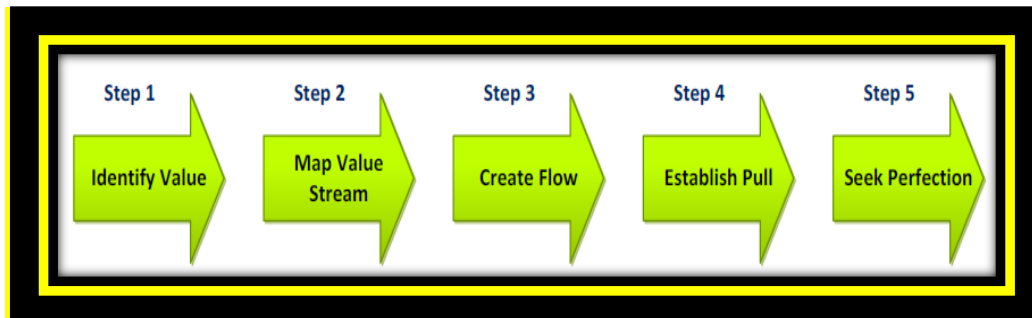 Step 1
Identify Value
Step 2
Map Value
Stream
Step 3
Create Flow
Step 4
Establish Pull
Step 5
Seek Perfection